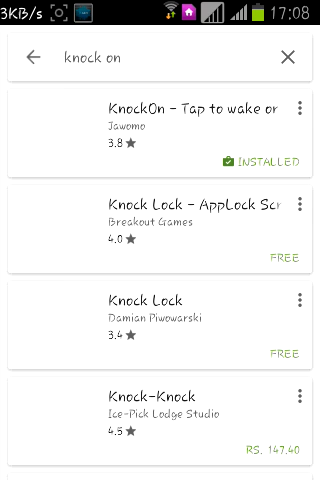 3KB/s 17:08
knock on
KnockOn - Tap to wake or
Jawomo
3.8
INSTALLED
Knock Lock - AppLock Scr
Breakout Games
4.0
FREE
Knock Lock
Damian Piwowarski
3.4
FREE
Knock-Knock
Ice-Pick Lodge Studio
4.5
RS. 147.40